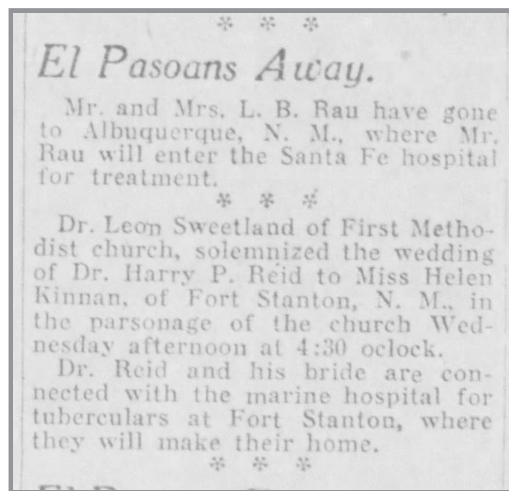 * * *
El Pasoans Away.
Mr. and Mrs. L. B. Rau have gone
to Albuquerque, N. M., where Mr.
Rau will enter the Santa Fe hospital
for treatment.
* * *
Dr. Leon Sweetland of First Metho-
dist church, solemnized the wedding
of Dr. Harry P. Reid to Miss Helen
Kinnan, of Fort Stanton, N. M., in
the parsonage of the church Wed-
nesday afternoon at 4:30 oclock.
Dr. Reid and his bride are con-
nected with the marine hospital for
tuberculars at Fort Stanton, where
they will make their home.
* * *